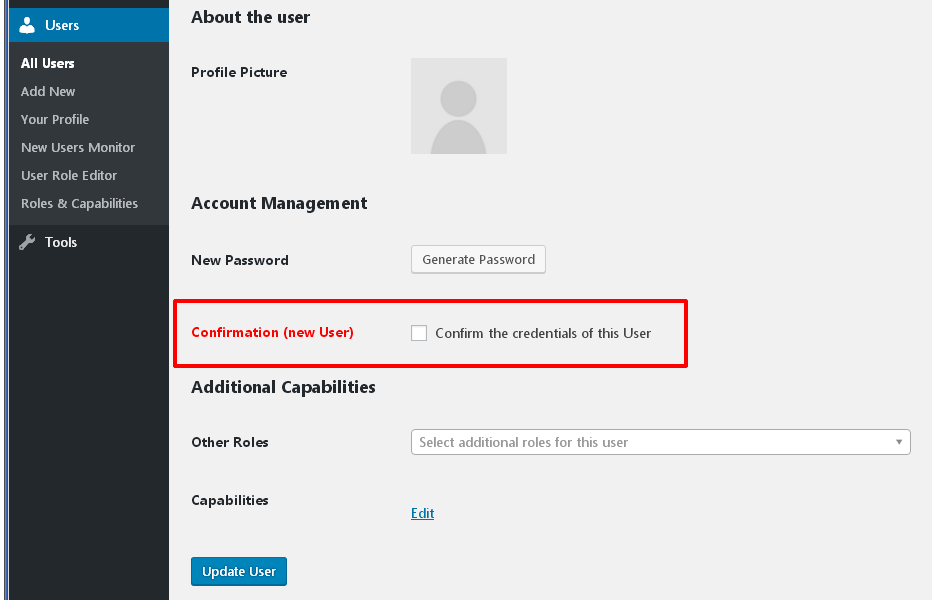 Users
All Users
Add New
Your Profile
New Users Monitor
User Role Editor
Roles & Capabilities
Tools
About the user
Profile Picture
Account Management
New Password
Generate Password
Confirmation (new User)
Confirm the credentials of this User
Additional Capabilities
Other Roles
Select additional roles for this user
Capabilities
Edit
Update User